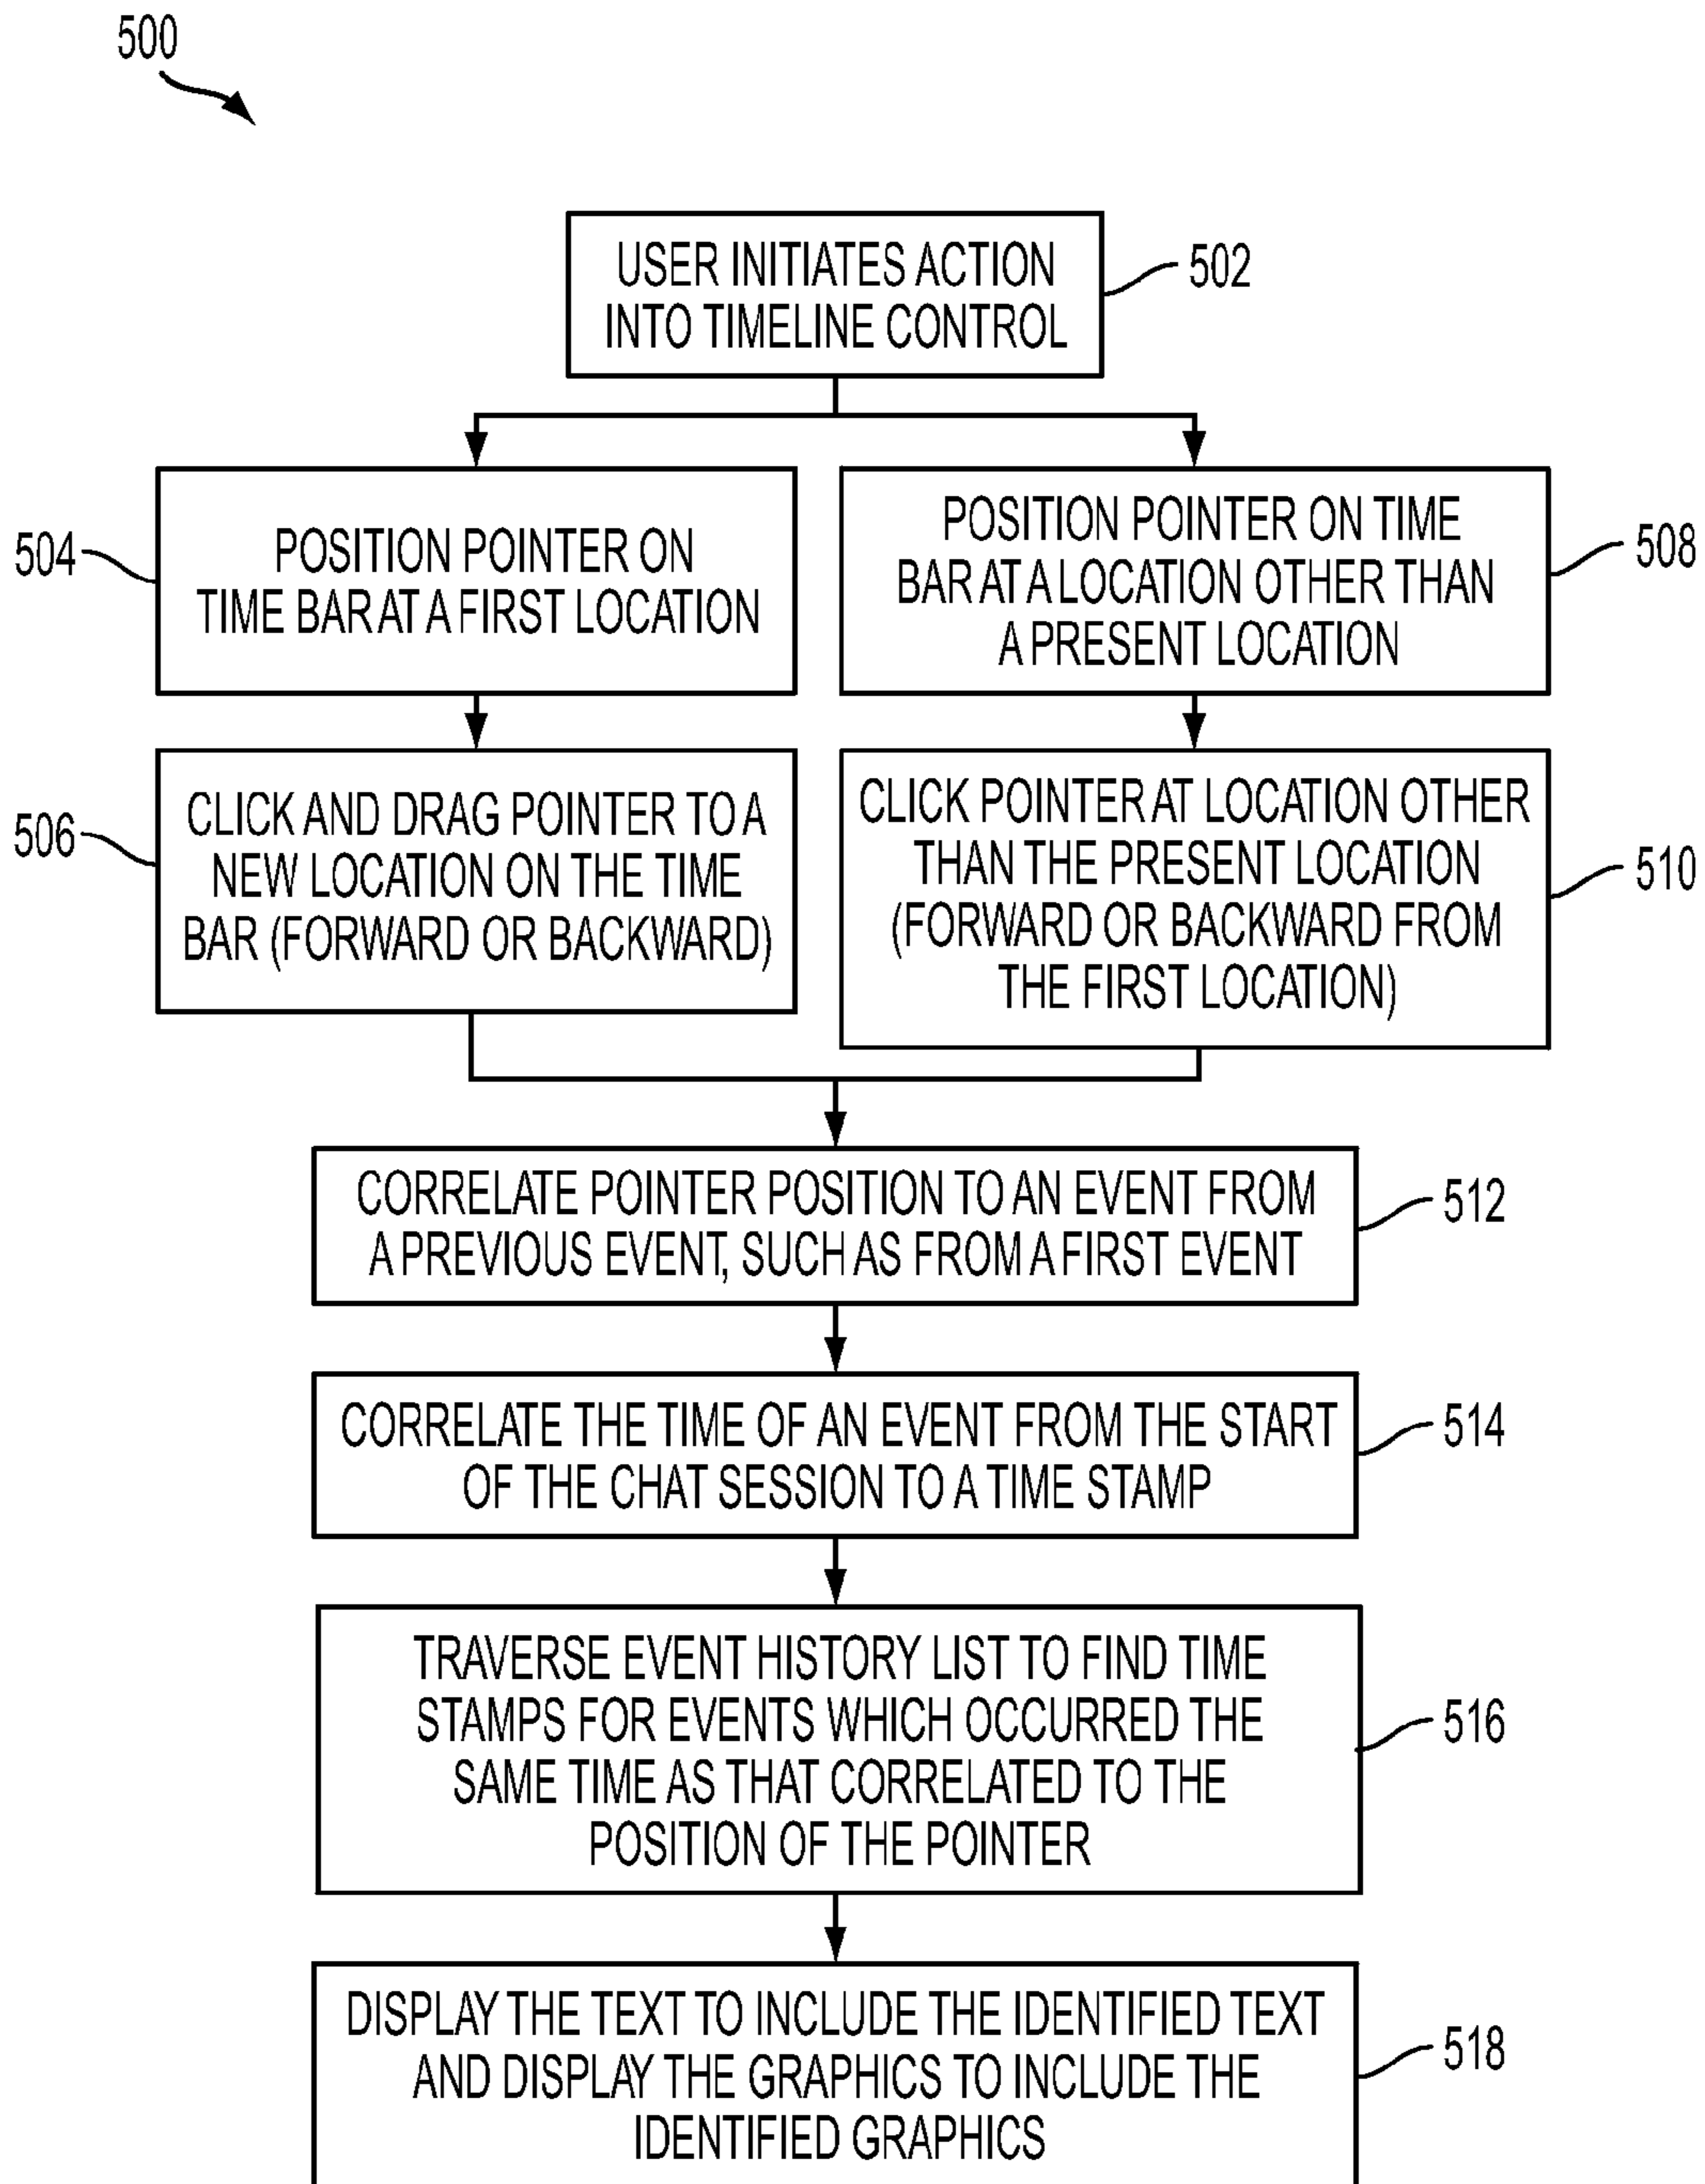 500
USER INITIATES ACTION
INTO TIMELINE CONTROL
502
504
POSITION POINTER ON
TIME BAR AT A FIRST LOCATION
POSITION POINTER ON TIME
BAR AT A LOCATION OTHER THAN
A PRESENT LOCATION
508
506
CLICK AND DRAG POINTER TO A
NEW LOCATION ON THE TIME
BAR (FORWARD OR BACKWARD)
CLICK POINTER AT LOCATION OTHER
THAN THE PRESENT LOCATION
(FORWARD OR BACKWARD FROM
THE FIRST LOCATION)
510
CORRELATE POINTER POSITION TO AN EVENT FROM
A PREVIOUS EVENT, SUCH AS FROM A FIRST EVENT
512
CORRELATE THE TIME OF AN EVENT FROM THE START
OF THE CHAT SESSION TO A TIME STAMP
514
TRAVERSE EVENT HISTORY LIST TO FIND TIME
STAMPS FOR EVENTS WHICH OCCURRED THE
SAME TIME AS THAT CORRELATED TO THE
POSITION OF THE POINTER
516
DISPLAY THE TEXT TO INCLUDE THE IDENTIFIED TEXT
AND DISPLAY THE GRAPHICS TO INCLUDE THE
IDENTIFIED GRAPHICS
518